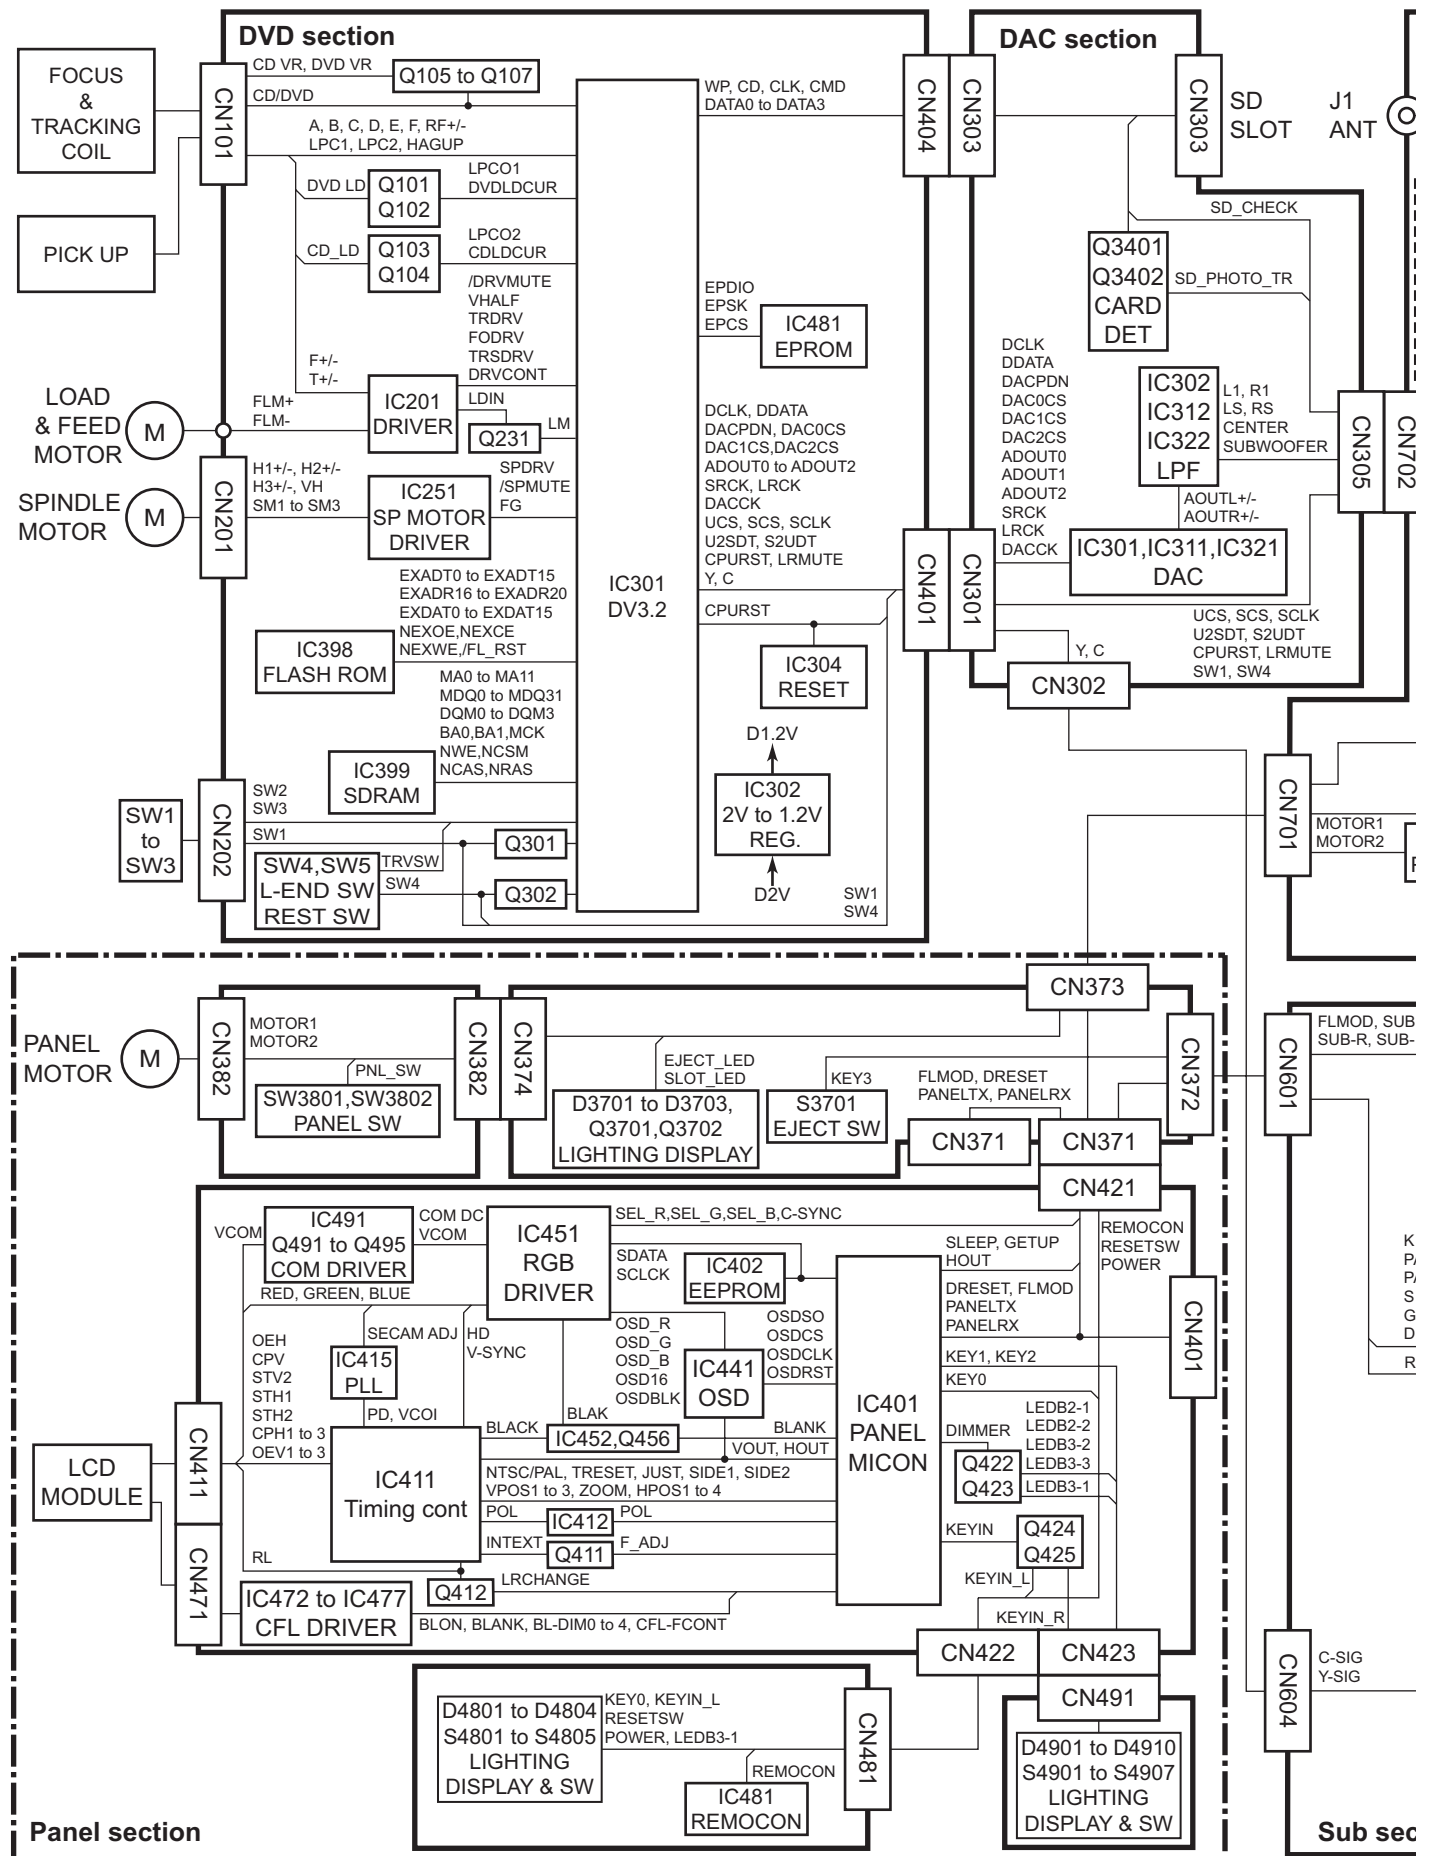 DVD section
FOCUS
&
TRACKING
COIL
PICK UP
CN101
CD VR, DVD VR
Q105 to Q107
CD/DVD
A, B, C, D, E, F, RF+/-
LPC1, LPC2, HAGUP
DVD LD
Q101
Q102
LPCO1
DVDLDCUR
CD_LD
Q103
Q104
LPCO2
CDLDCUR
/DRVMUTE
VHALF
TRDRV
FODRV
TRSDRV
DRVCONT
F+/-
T+/-
LOAD
& FEED
MOTOR
M
FLM+
FLM-
IC201
DRIVER
LDIN
Q231
LM
SPINDLE
MOTOR
M
CN201
H1+/-, H2+/-
H3+/-, VH
SM1 to SM3
IC251
SP MOTOR
DRIVER
SPDRV
/SPMUTE
FG
EXADT0 to EXADT15
EXADR16 to EXADR20
EXDAT0 to EXDAT15
NEXOE,NEXCE
NEXWE,/FL_RST
IC398
FLASH ROM
MA0 to MA11
MDQ0 to MDQ31
DQM0 to DQM3
BA0,BA1,MCK
NWE,NCSM
NCAS,NRAS
IC399
SDRAM
SW1
to
SW3
CN202
SW2
SW3
SW1
Q301
SW4,SW5
L-END SW
REST SW
TRVSW
SW4
Q302
IC301
DV3.2
WP, CD, CLK, CMD
DATA0 to DATA3
CN404
EPDIO
EPSK
EPCS
IC481
EPROM
DCLK, DDATA
DACPDN, DAC0CS
DAC1CS,DAC2CS
ADOUT0 to ADOUT2
SRCK, LRCK
DACCK
UCS, SCS, SCLK
U2SDT, S2UDT
CPURST, LRMUTE
Y, C
CPURST
CN401
IC304
RESET
D1.2V
IC302
2V to 1.2V
REG.
D2V
SW1
SW4
DAC section
CN303
CN303
SD
SLOT
J1
ANT
SD_CHECK
Q3401
Q3402
CARD
DET
SD_PHOTO_TR
DCLK
DDATA
DACPDN
DAC0CS
DAC1CS
DAC2CS
ADOUT0
ADOUT1
ADOUT2
SRCK
LRCK
DACCK
IC302
IC312
IC322
LPF
L1, R1
LS, RS
CENTER
SUBWOOFER
CN305
CN702
AOUTL+/-
AOUTR+/-
IC301,IC311,IC321
DAC
CN301
UCS, SCS, SCLK
U2SDT, S2UDT
CPURST, LRMUTE
SW1, SW4
Y, C
CN302
CN701
MOTOR1
MOTOR2
PANEL
MOTOR
M
CN382
MOTOR1
MOTOR2
PNL_SW
SW3801,SW3802
PANEL SW
CN382
CN374
CN373
EJECT_LED
SLOT_LED
D3701 to D3703,
Q3701,Q3702
LIGHTING DISPLAY
KEY3
S3701
EJECT SW
FLMOD, DRESET
PANELTX, PANELRX
CN371
CN371
CN372
CN601
FLMOD, SUB
SUB-R, SUB-
CN421
VCOM
IC491
Q491 to Q495
COM DRIVER
COM DC
VCOM
IC451
RGB
DRIVER
SEL_R,SEL_G,SEL_B,C-SYNC
SDATA
SCLCK
IC402
EEPROM
SLEEP, GETUP
HOUT
REMOCON
RESETSW
POWER
DRESET, FLMOD
PANELTX
PANELRX
CN401
RED, GREEN, BLUE
OEH
CPV
STV2
STH1
STH2
CPH1 to 3
OEV1 to 3
SECAM ADJ
IC415
PLL
HD
V-SYNC
PD, VCOI
OSD_R
OSD_G
OSD_B
OSD16
OSDBLK
IC441
OSD
OSDSO
OSDCS
OSDCLK
OSDRST
IC401
PANEL
MICON
KEY1, KEY2
KEY0
BLAK
BLACK
IC452,Q456
BLANK
VOUT, HOUT
DIMMER
Q422
Q423
LEDB2-1
LEDB2-2
LEDB3-2
LEDB3-3
LEDB3-1
LCD
MODULE
CN411
IC411
Timing cont
NTSC/PAL, TRESET, JUST, SIDE1, SIDE2
VPOS1 to 3, ZOOM, HPOS1 to 4
POL
IC412
POL
INTEXT
Q411
F_ADJ
KEYIN
Q424
Q425
RL
Q412
LRCHANGE
KEYIN_L
KEYIN_R
CN471
IC472 to IC477
CFL DRIVER
BLON, BLANK, BL-DIM0 to 4, CFL-FCONT
CN422
CN423
CN491
D4801 to D4804
S4801 to S4805
LIGHTING
DISPLAY & SW
KEY0, KEYIN_L
RESETSW
POWER, LEDB3-1
REMOCON
IC481
REMOCON
CN481
D4901 to D4910
S4901 to S4907
LIGHTING
DISPLAY & SW
K
S
G
D
R
CN604
C-SIG
Y-SIG
Panel section
Sub sec